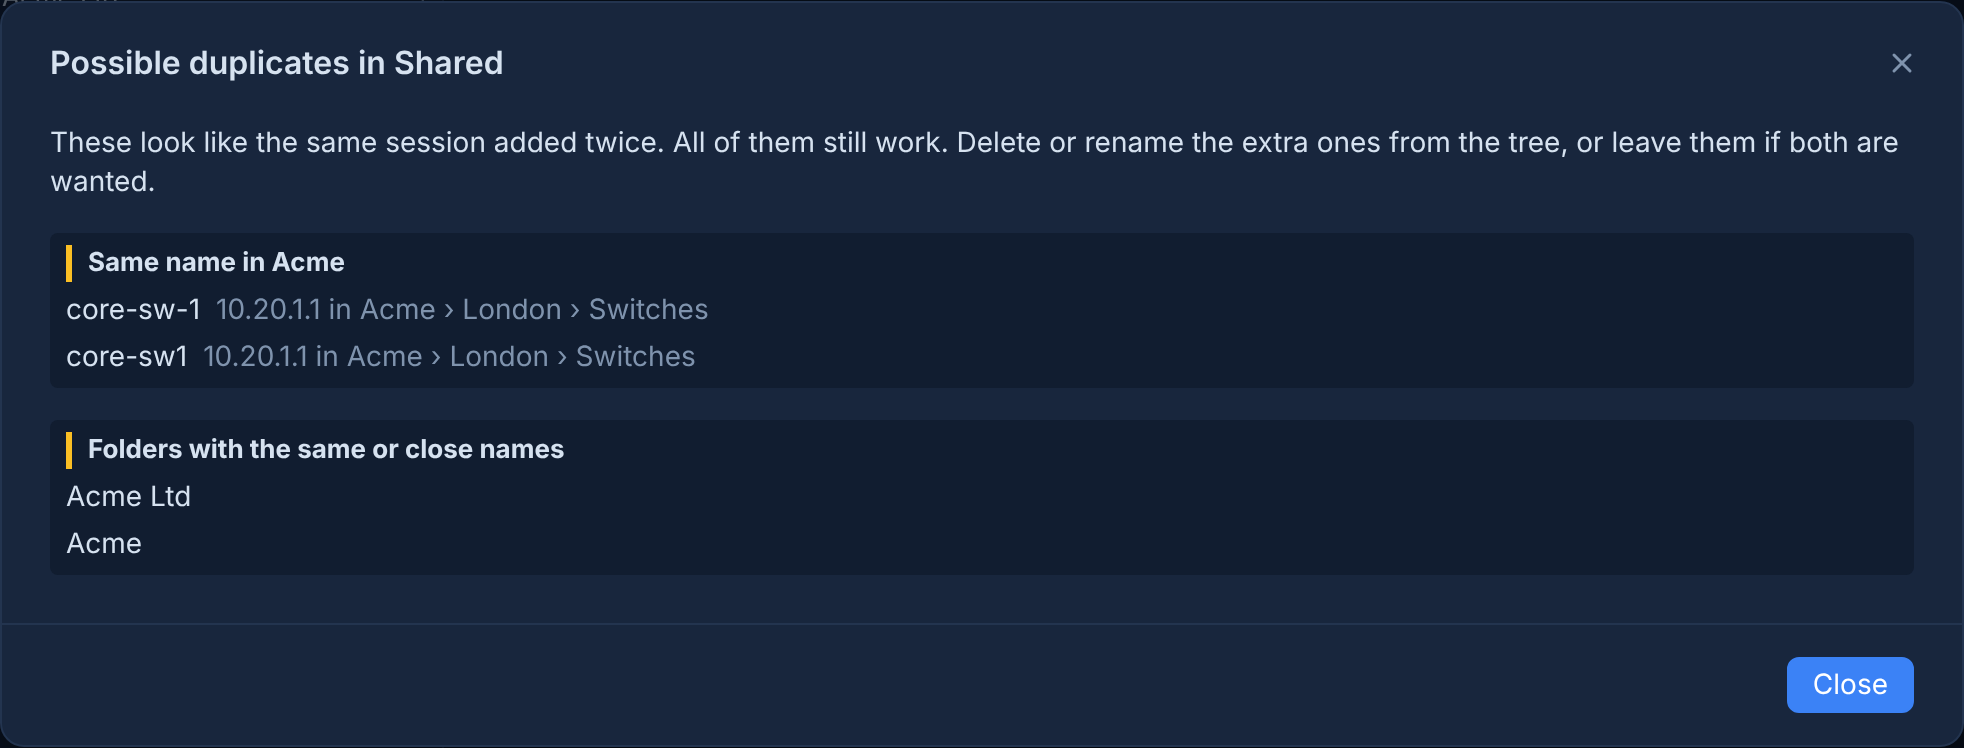 Possible duplicates in Shared
These look like the same session added twice. All of them still work. Delete or rename the extra ones from the tree, or leave them if both are
wanted.
Same name in Acme
core-sw-1 10.20.1.1 in Acme › London › Switches
core-sw1 10.20.1.1 in Acme › London › Switches
Folders with the same or close names
Acme Ltd
Acme
Close